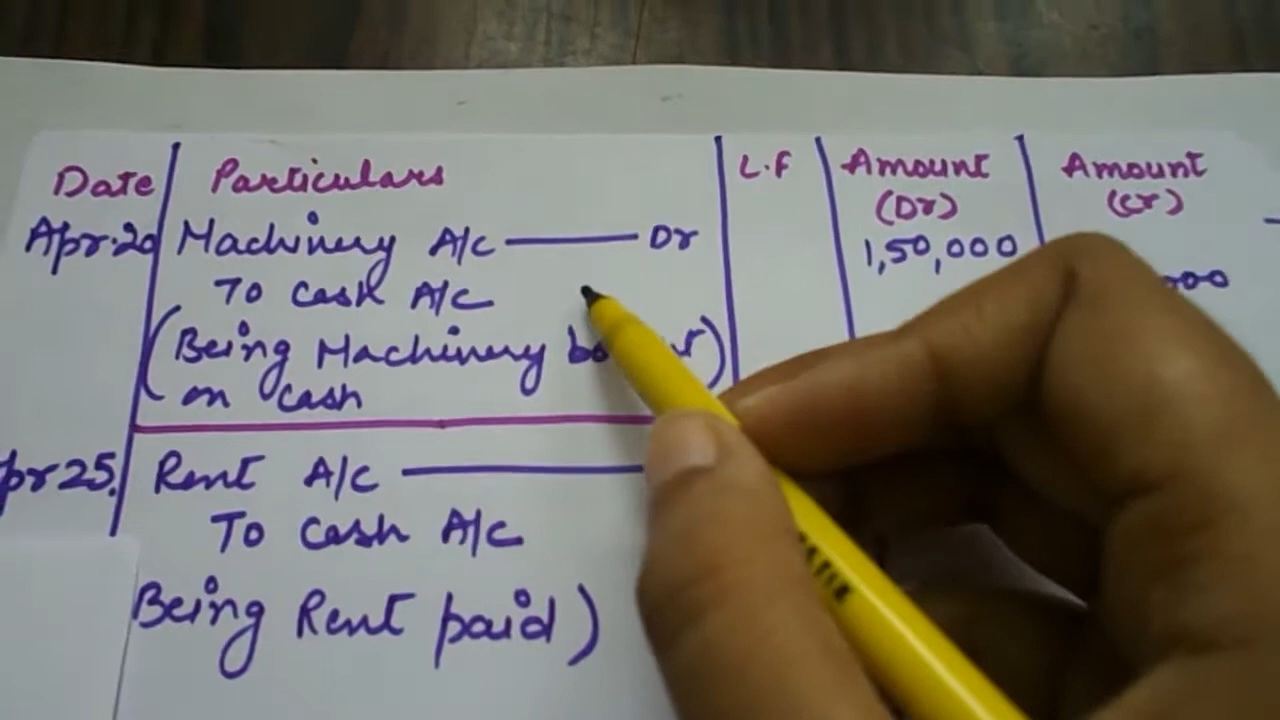 Date Particulars L.F Amount (Dr) Amount (Cr)
Apr.20 Machinery A/c Dr 1,50,000
To Cash A/c
(Being Machinery
on Cash
25. Rent A/c
To Cash A/c
Being Rent paid)